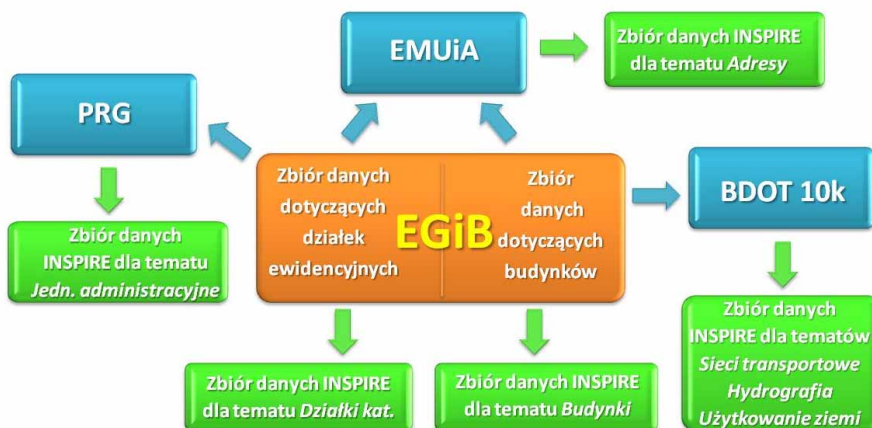 EMUiA
Zbiór danych INSPIRE
dla tematu Adresy
PRG
Zbiór danych
INSPIRE dla tematu
Jedn. administracyjne
Zbiór danych
dotyczących
działek
ewidencyjnych
EGiB
Zbiór
danych
dotyczących
budynków
BDOT 10k
Zbiór danych INSPIRE
dla tematu Działki kat.
Zbiór danych INSPIRE
dla tematu Budynki
Zbiór danych
INSPIRE dla tematów
Sieci transportowe
Hydrografia
Użytkowanie ziemi